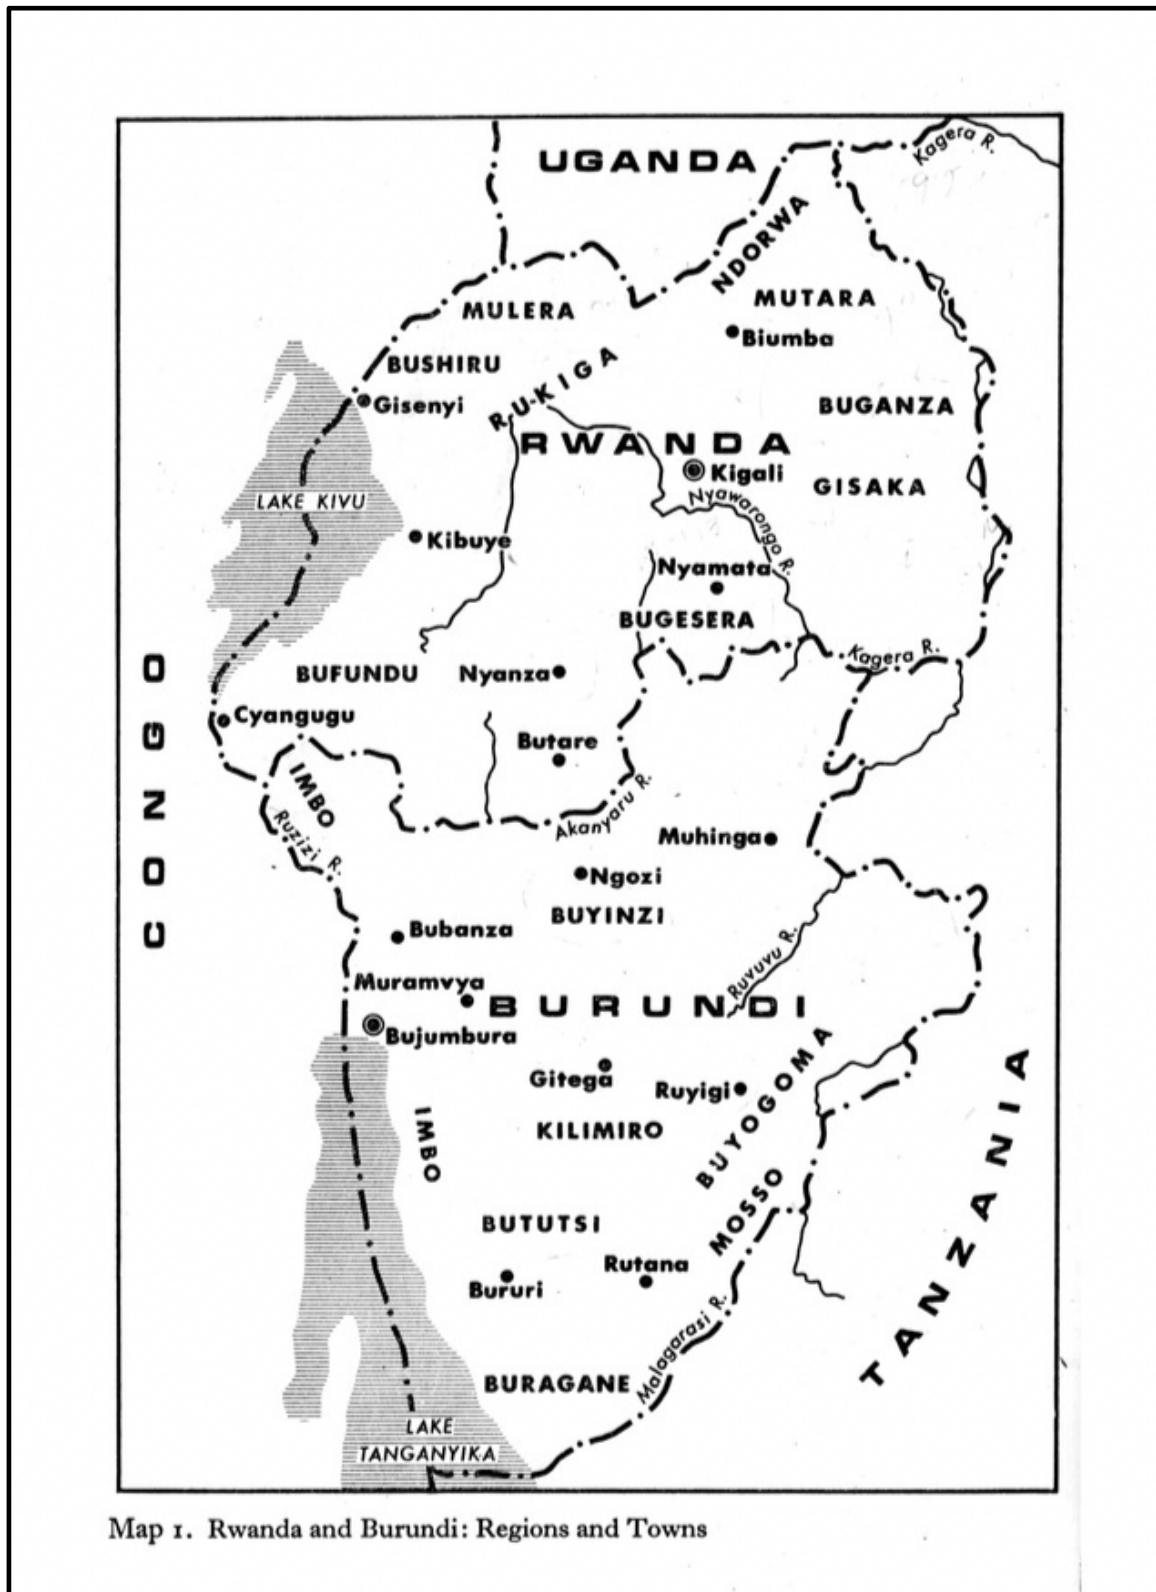 Kagera R.
UGANDA
NDORWA
MUTARA
MULERA
Biumba
BUSHIRU
RU-KIGA
Gisenyi
BUGANZA
RWANDA
Kigali
GISAKA
LAKE KIVU
Nyawarongo R.
Kibuye
Nyamata
BUGESERA
Kagera R.
BUFUNDU
Nyanza
CONGO
Cyangugu
Butare
IMBO
Ruzizi R.
Akanyaru R.
Muhinga
Ngozi
BUYINZI
Bubanza
Ruvuvu R.
Muramvya
BURUNDI
Bujumbura
Gitega
Ruyigi
BUYOGOMA
IMBO
KILIMIRO
MOSSO
TANZANIA
BUTUTSI
Rutana
Bururi
Malagarasi R.
BURAGANE
LAKE
TANGANYIKA
Map 1. Rwanda and Burundi: Regions and Towns